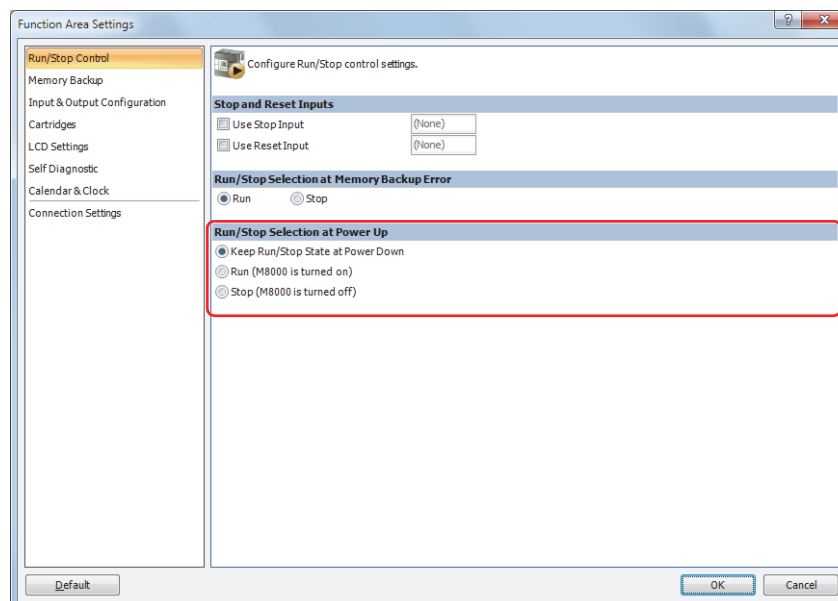 Function Area Settings
Run/Stop Control
Memory Backup
Input & Output Configuration
Cartridges
LCD Settings
Self Diagnostic
Calendar & Clock
Connection Settings
Configure Run/Stop control settings.
Stop and Reset Inputs
Use Stop Input (None)
Use Reset Input (None)
Run/Stop Selection at Memory Backup Error
Run Stop
Run/Stop Selection at Power Up
Keep Run/Stop State at Power Down
Run (M8000 is turned on)
Stop (M8000 is turned off)
Default OK Cancel